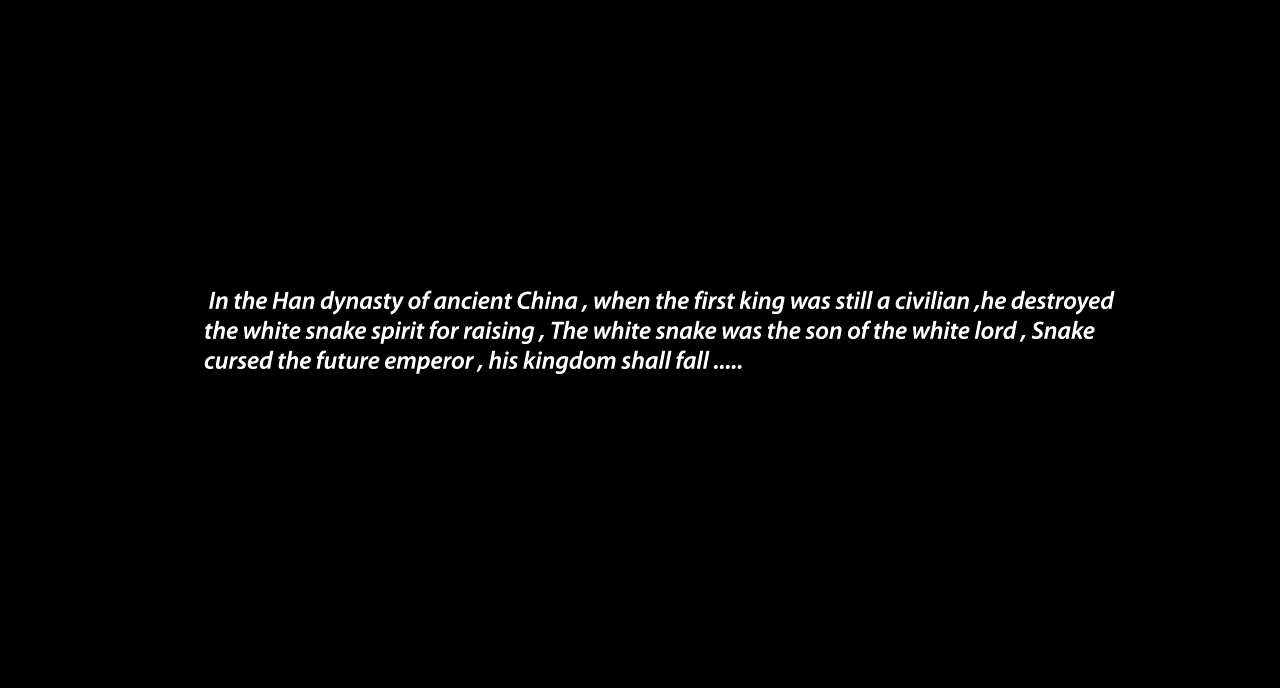 In the Han dynasty of ancient China , when the first king was still a civilian ,he destroyed
the white snake spirit for raising , The white snake was the son of the white lord , Snake
cursed the future emperor , his kingdom shall fall .....